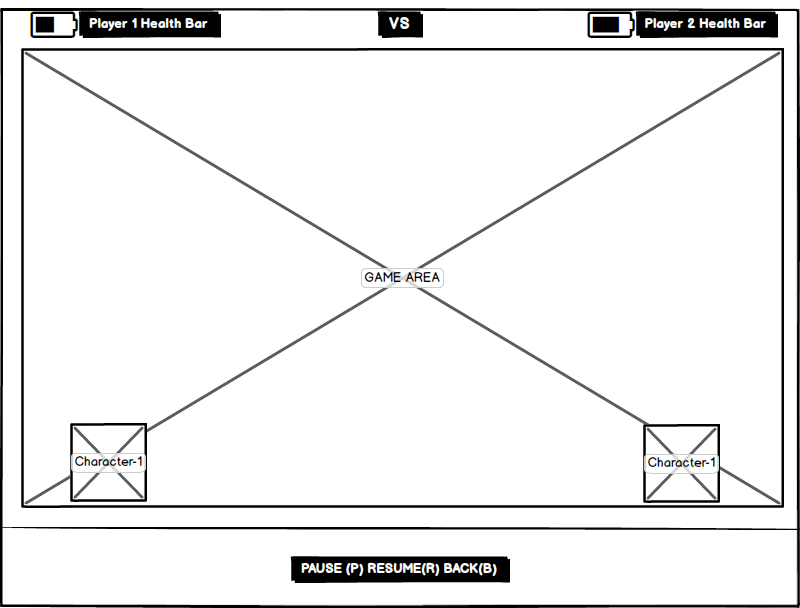 Player 1 Health Bar
VS
Player 2 Health Bar
GAME AREA
Character-1
Character-1
PAUSE (P) RESUME(R) BACK(B)